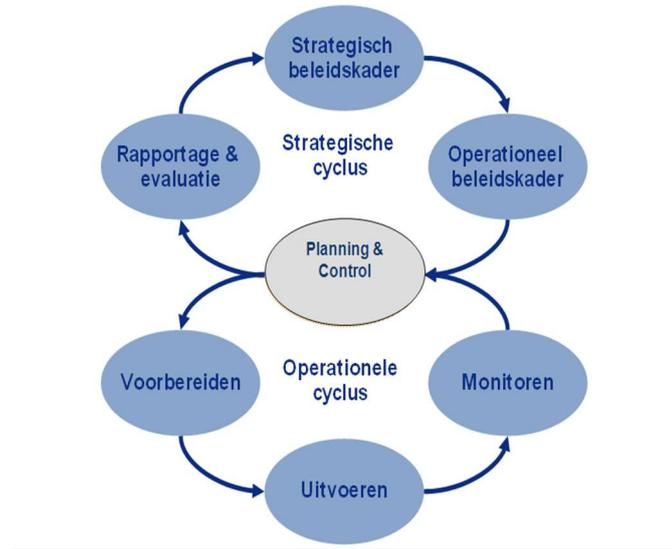 Strategisch
beleidskader
Rapportage &
evaluatie
Strategische
cyclus
Operationeel
beleidskader
Planning &
Control
Voorbereiden
Operationele
cyclus
Monitoren
Uitvoeren